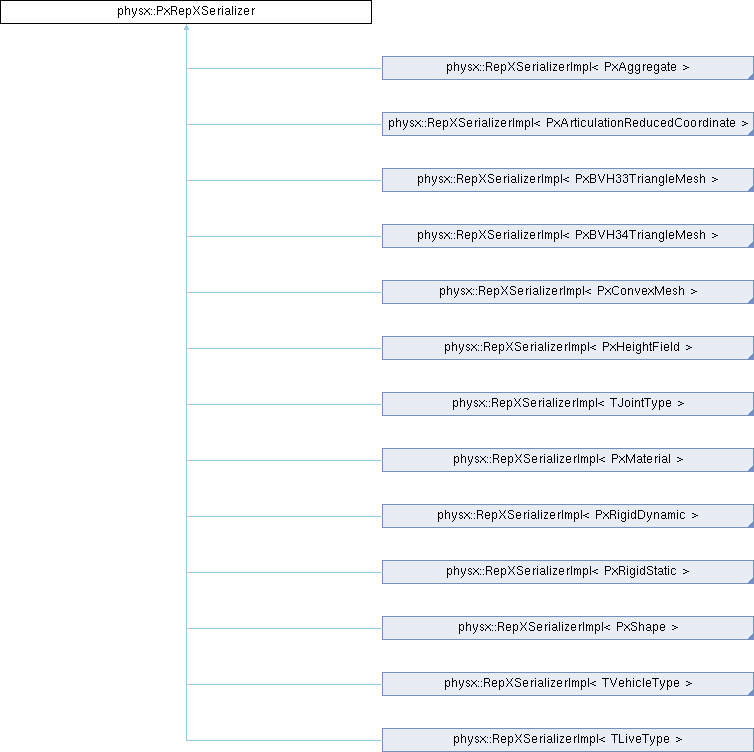 physx::PxRepXSerializer
physx::RepXSerializerImpl< PxAggregate >
physx::RepXSerializerImpl< PxArticulationReducedCoordinate >
physx::RepXSerializerImpl< PxBVH33TriangleMesh >
physx::RepXSerializerImpl< PxBVH34TriangleMesh >
physx::RepXSerializerImpl< PxConvexMesh >
physx::RepXSerializerImpl< PxHeightField >
physx::RepXSerializerImpl< TJointType >
physx::RepXSerializerImpl< PxMaterial >
physx::RepXSerializerImpl< PxRigidDynamic >
physx::RepXSerializerImpl< PxRigidStatic >
physx::RepXSerializerImpl< PxShape >
physx::RepXSerializerImpl< TVehicleType >
physx::RepXSerializerImpl< TLiveType >